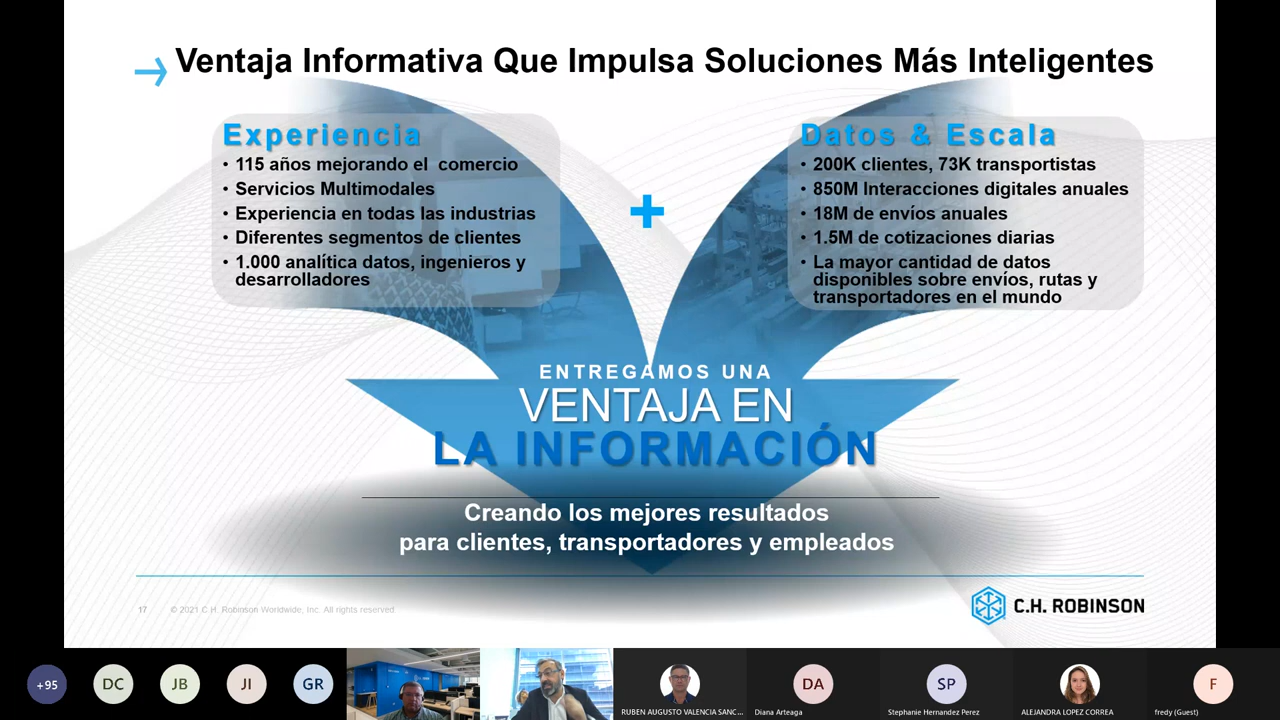 Ventaja Informativa Que Impulsa Soluciones Más Inteligentes
Experiencia
• 115 años mejorando el comercio
• Servicios Multimodales
• Experiencia en todas las industrias
• Diferentes segmentos de clientes
• 1.000 analítica datos, ingenieros y
desarrolladores
+
Datos & Escala
• 200K clientes, 73K transportistas
• 850M Interacciones digitales anuales
• 18M de envíos anuales
• 1.5M de cotizaciones diarias
• La mayor cantidad de datos
disponibles sobre envíos, rutas y
transportadores en el mundo
ENTREGAMOS UNA
VENTAJA EN
LA INFORMACIÓN
Creando los mejores resultados
para clientes, transportadores y empleados
17 © 2021 C.H. Robinson Worldwide, Inc. All rights reserved
C.H. ROBINSON
+95
DC
JB
JI
GR
DA
SP
F
RUBEN AUGUSTO VALENCIA SANC...
Diana Arteaga
Stephanie Hernandez Perez
ALEJANDRA LOPEZ CORREA
fredy (Guest)